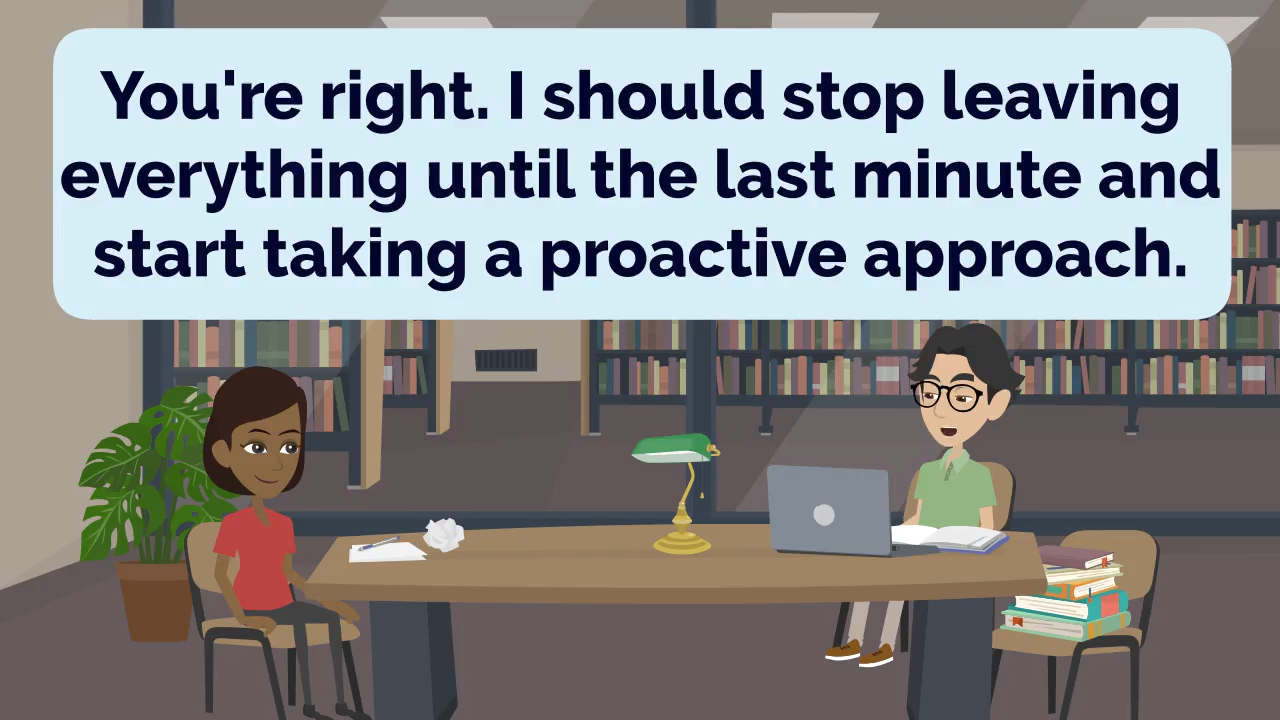 You're right. I should stop leaving
everything until the last minute and
start taking a proactive approach.